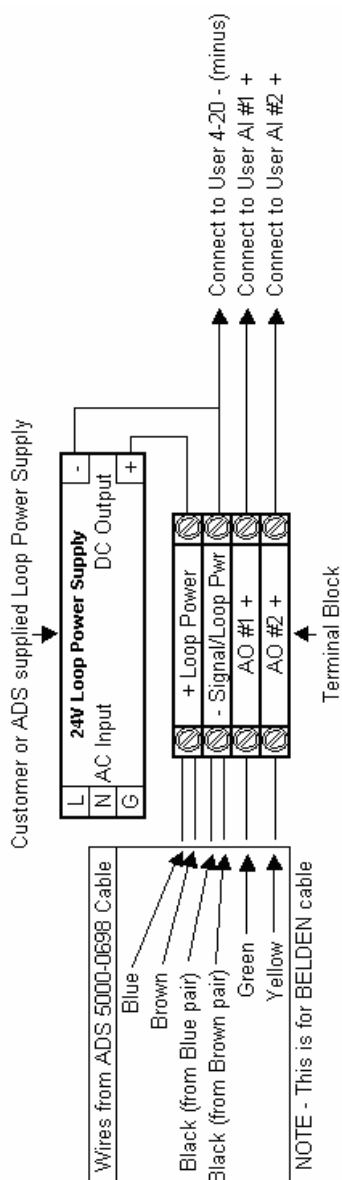 Customer or ADS supplied Loop Power Supply
24V Loop Power Supply
L
N
G
AC Input
DC Output
-
+
Wires from ADS 5000-0698 Cable
Blue
Brown
Black (from Blue pair)
Black (from Brown pair)
Green
Yellow
NOTE - This is for BELDEN cable
+ Loop Power
- Signal/Loop Pwr
AO #1 +
AO #2 +
Terminal Block
Connect to User 4-20 - (minus)
Connect to User AI #1 +
Connect to User AI #2 +